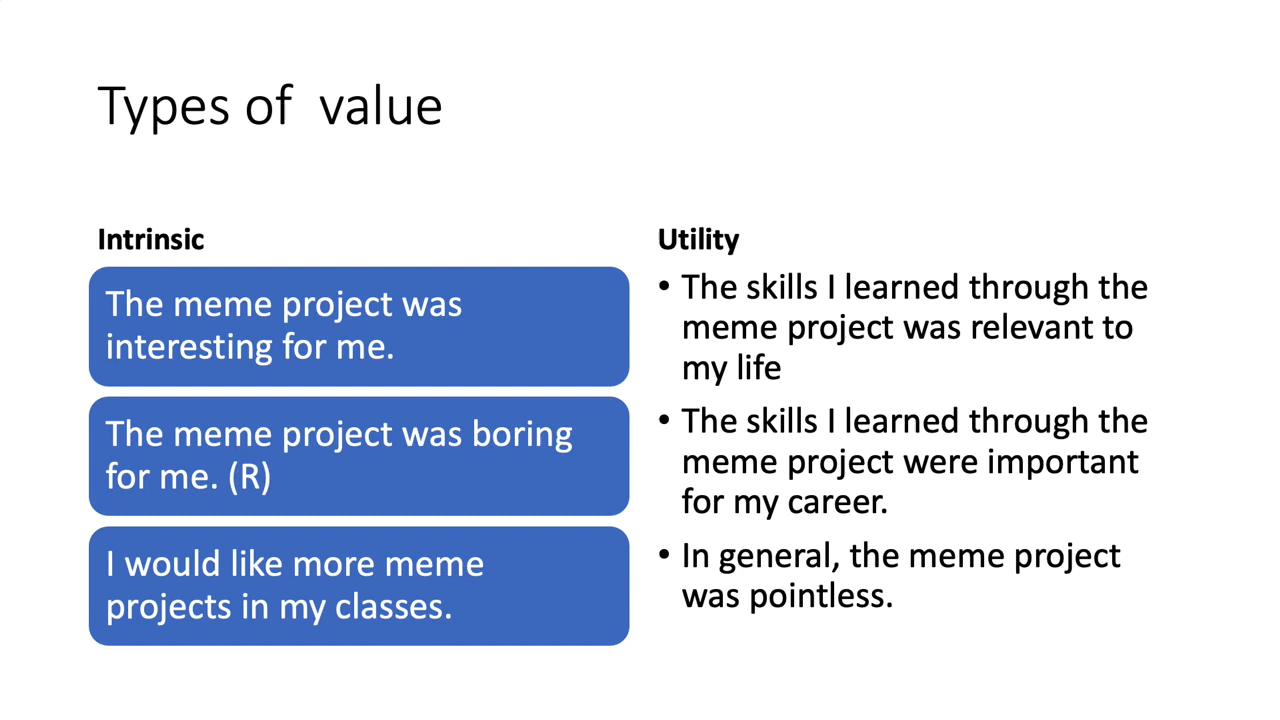 Types of  value
Intrinsic
The meme project was
interesting for me.
The meme project was boring
for me. (R)
I would like more meme
projects in my classes.
Utility
• The skills I learned through the
meme project was relevant to
my life
• The skills I learned through the
meme project were important
for my career.
• In general, the meme project
was pointless.